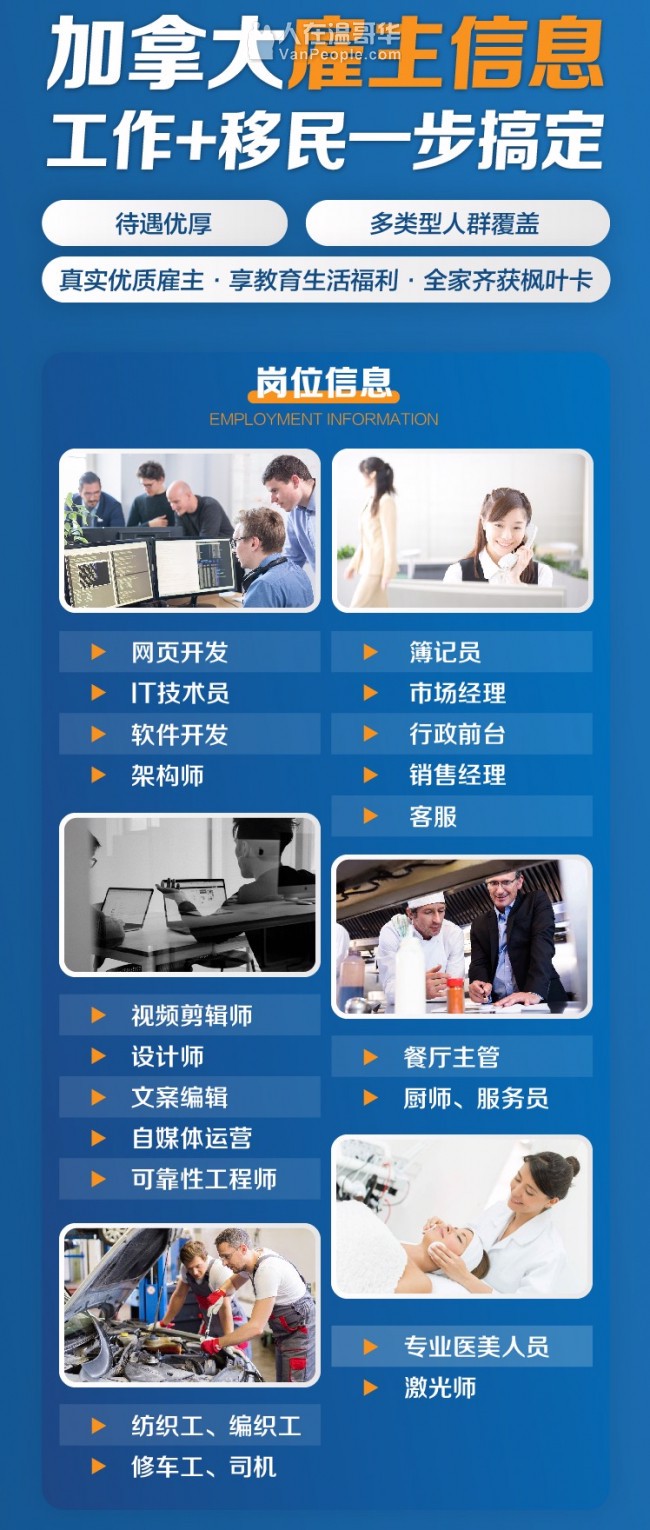 人在温哥华
VanPeople.com
加拿大雇主信息
工作+移民一步搞定
待遇优厚
多类型人群覆盖
真实优质雇主·享教育生活福利·全家齐获枫叶卡
岗位信息
EMPLOYMENT INFORMATION
网页开发
IT技术员
软件开发
架构师
簿记员
市场经理
行政前台
销售经理
客服
视频剪辑师
设计师
文案编辑
自媒体运营
可靠性工程师
餐厅主管
厨师、服务员
纺织工、编织工
修车工、司机
专业医美人员
激光师